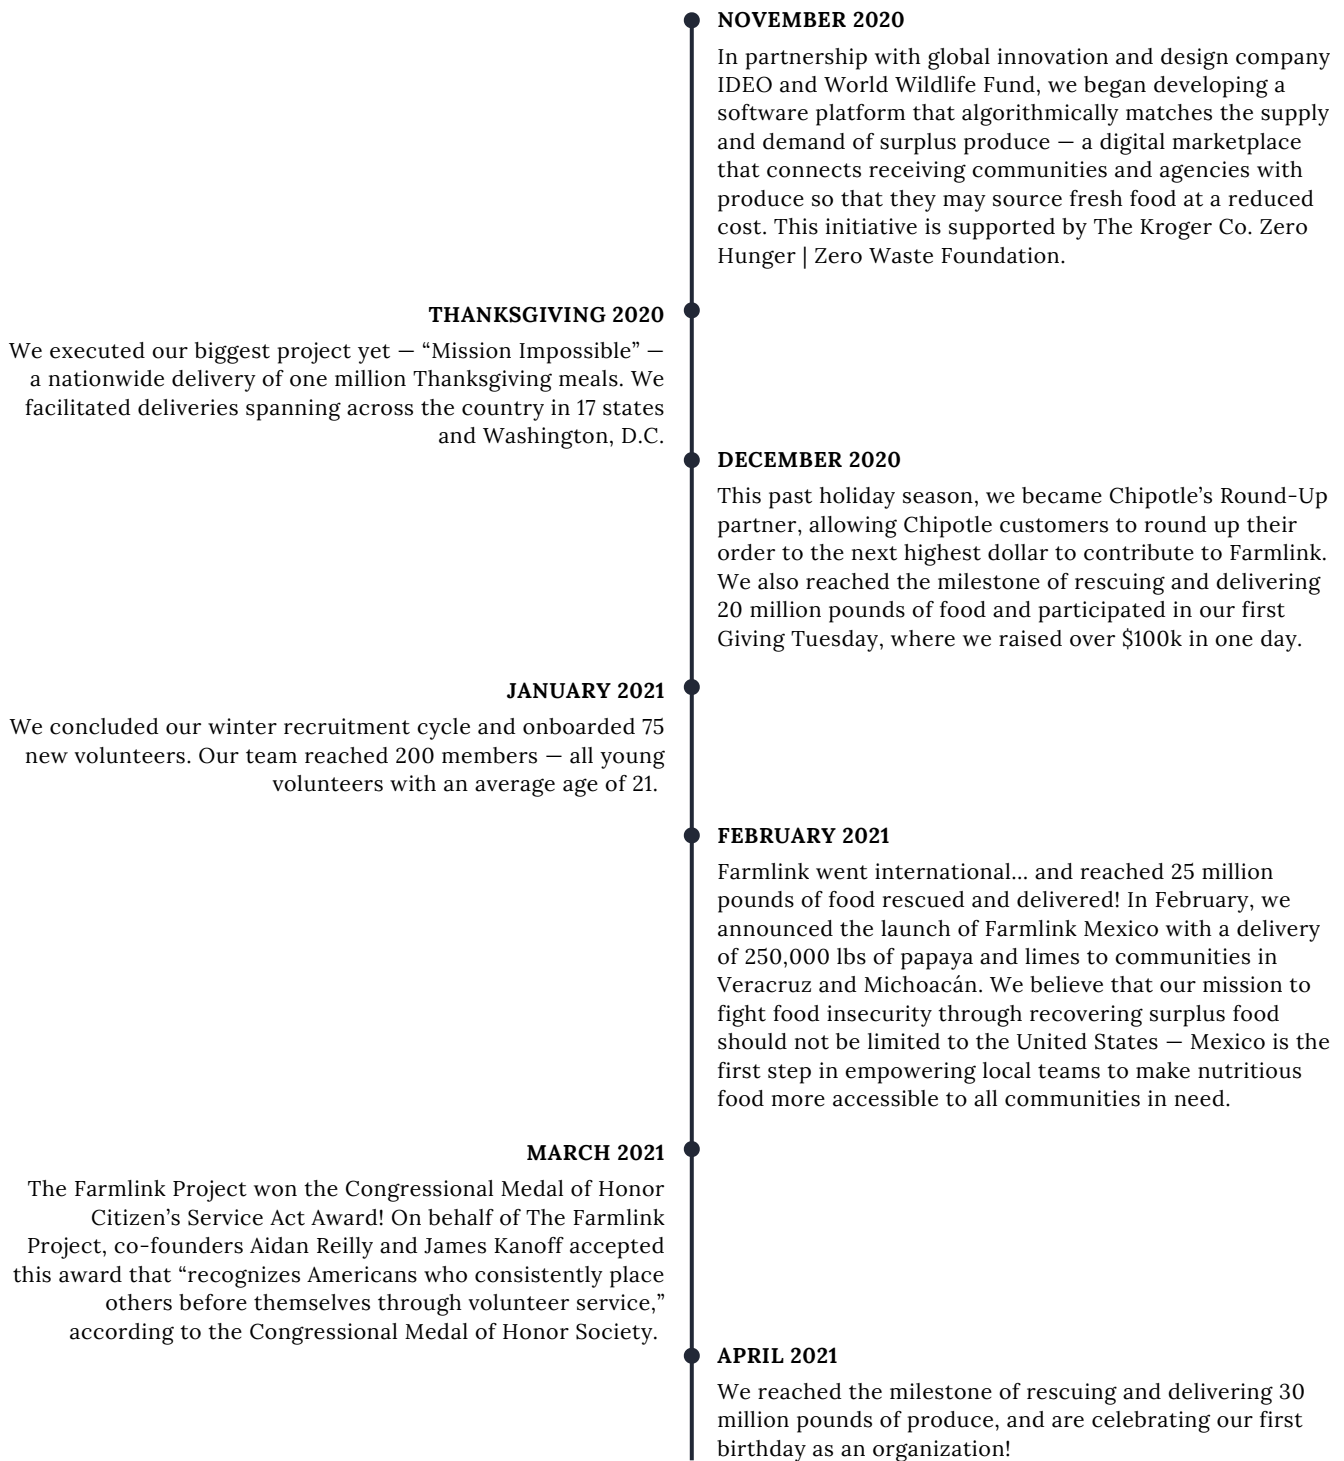 NOVEMBER 2020
In partnership with global innovation and design company
IDEO and World Wildlife Fund, we began developing a
software platform that algorithmically matches the supply
and demand of surplus produce — a digital marketplace
that connects receiving communities and agencies with
produce so that they may source fresh food at a reduced
cost. This initiative is supported by The Kroger Co. Zero
Hunger | Zero Waste Foundation.
THANKSGIVING 2020
We executed our biggest project yet — “Mission Impossible” —
a nationwide delivery of one million Thanksgiving meals. We
facilitated deliveries spanning across the country in 17 states
and Washington, D.C.
DECEMBER 2020
This past holiday season, we became Chipotle’s Round-Up
partner, allowing Chipotle customers to round up their
order to the next highest dollar to contribute to Farmlink.
We also reached the milestone of rescuing and delivering
20 million pounds of food and participated in our first
Giving Tuesday, where we raised over $100k in one day.
JANUARY 2021
We concluded our winter recruitment cycle and onboarded 75
new volunteers. Our team reached 200 members — all young
volunteers with an average age of 21.
FEBRUARY 2021
Farmlink went international... and reached 25 million
pounds of food rescued and delivered! In February, we
announced the launch of Farmlink Mexico with a delivery
of 250,000 lbs of papaya and limes to communities in
Veracruz and Michoacán. We believe that our mission to
fight food insecurity through recovering surplus food
should not be limited to the United States — Mexico is the
first step in empowering local teams to make nutritious
food more accessible to all communities in need.
MARCH 2021
The Farmlink Project won the Congressional Medal of Honor
Citizen’s Service Act Award! On behalf of The Farmlink
Project, co-founders Aidan Reilly and James Kanoff accepted
this award that “recognizes Americans who consistently place
others before themselves through volunteer service,”
according to the Congressional Medal of Honor Society.
APRIL 2021
We reached the milestone of rescuing and delivering 30
million pounds of produce, and are celebrating our first
birthday as an organization!